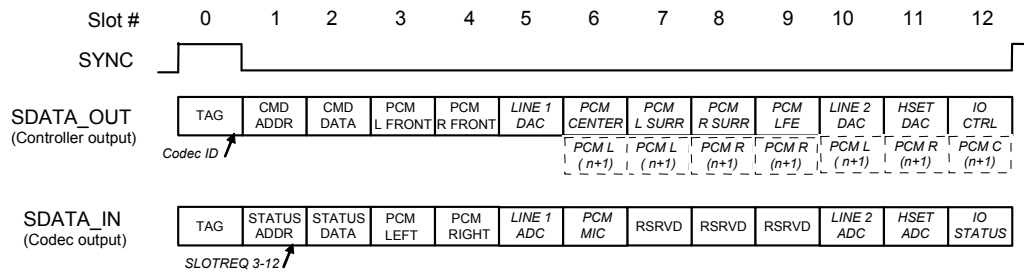 Slot # 0 1 2 3 4 5 6 7 8 9 10 11 12
SYNC
SDATA_OUT
(Controller output)
TAG
CMD
ADDR
CMD
DATA
PCM
L FRONT
PCM
R FRONT
LINE 1
DAC
PCM
CENTER
PCM
L SURR
PCM
R SURR
PCM
LFE
LINE 2
DAC
HSET
DAC
IO
CTRL
Codec ID
PCM L
( n+1)
PCM L
( n+1)
PCM R
(n+1)
PCM R
(n+1)
PCM L
( n+1)
PCM R
(n+1)
PCM C
(n+1)
SDATA_IN
(Codec output)
TAG
STATUS
ADDR
STATUS
DATA
PCM
LEFT
PCM
RIGHT
LINE 1
ADC
PCM
MIC
RSRVD
RSRVD
RSRVD
LINE 2
ADC
HSET
ADC
IO
STATUS
SLOTREQ 3-12